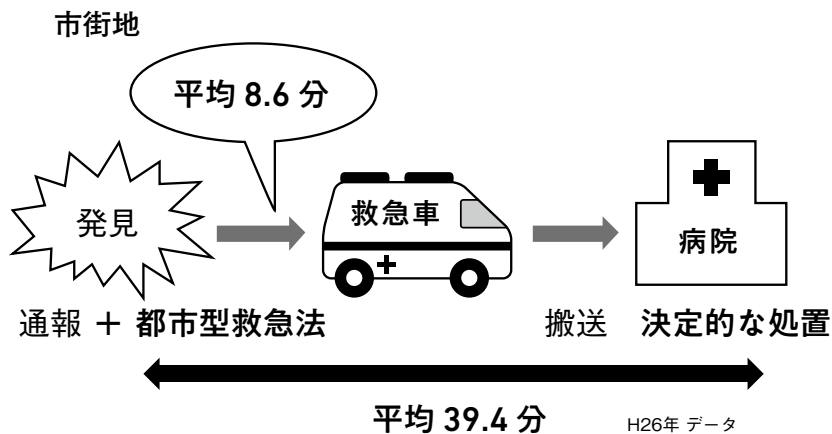 市街地
平均 8.6 分
発見
救急車
病院
通報 + 都市型救急法
搬送 決定的な処置
平均 39.4 分
H26年 データ